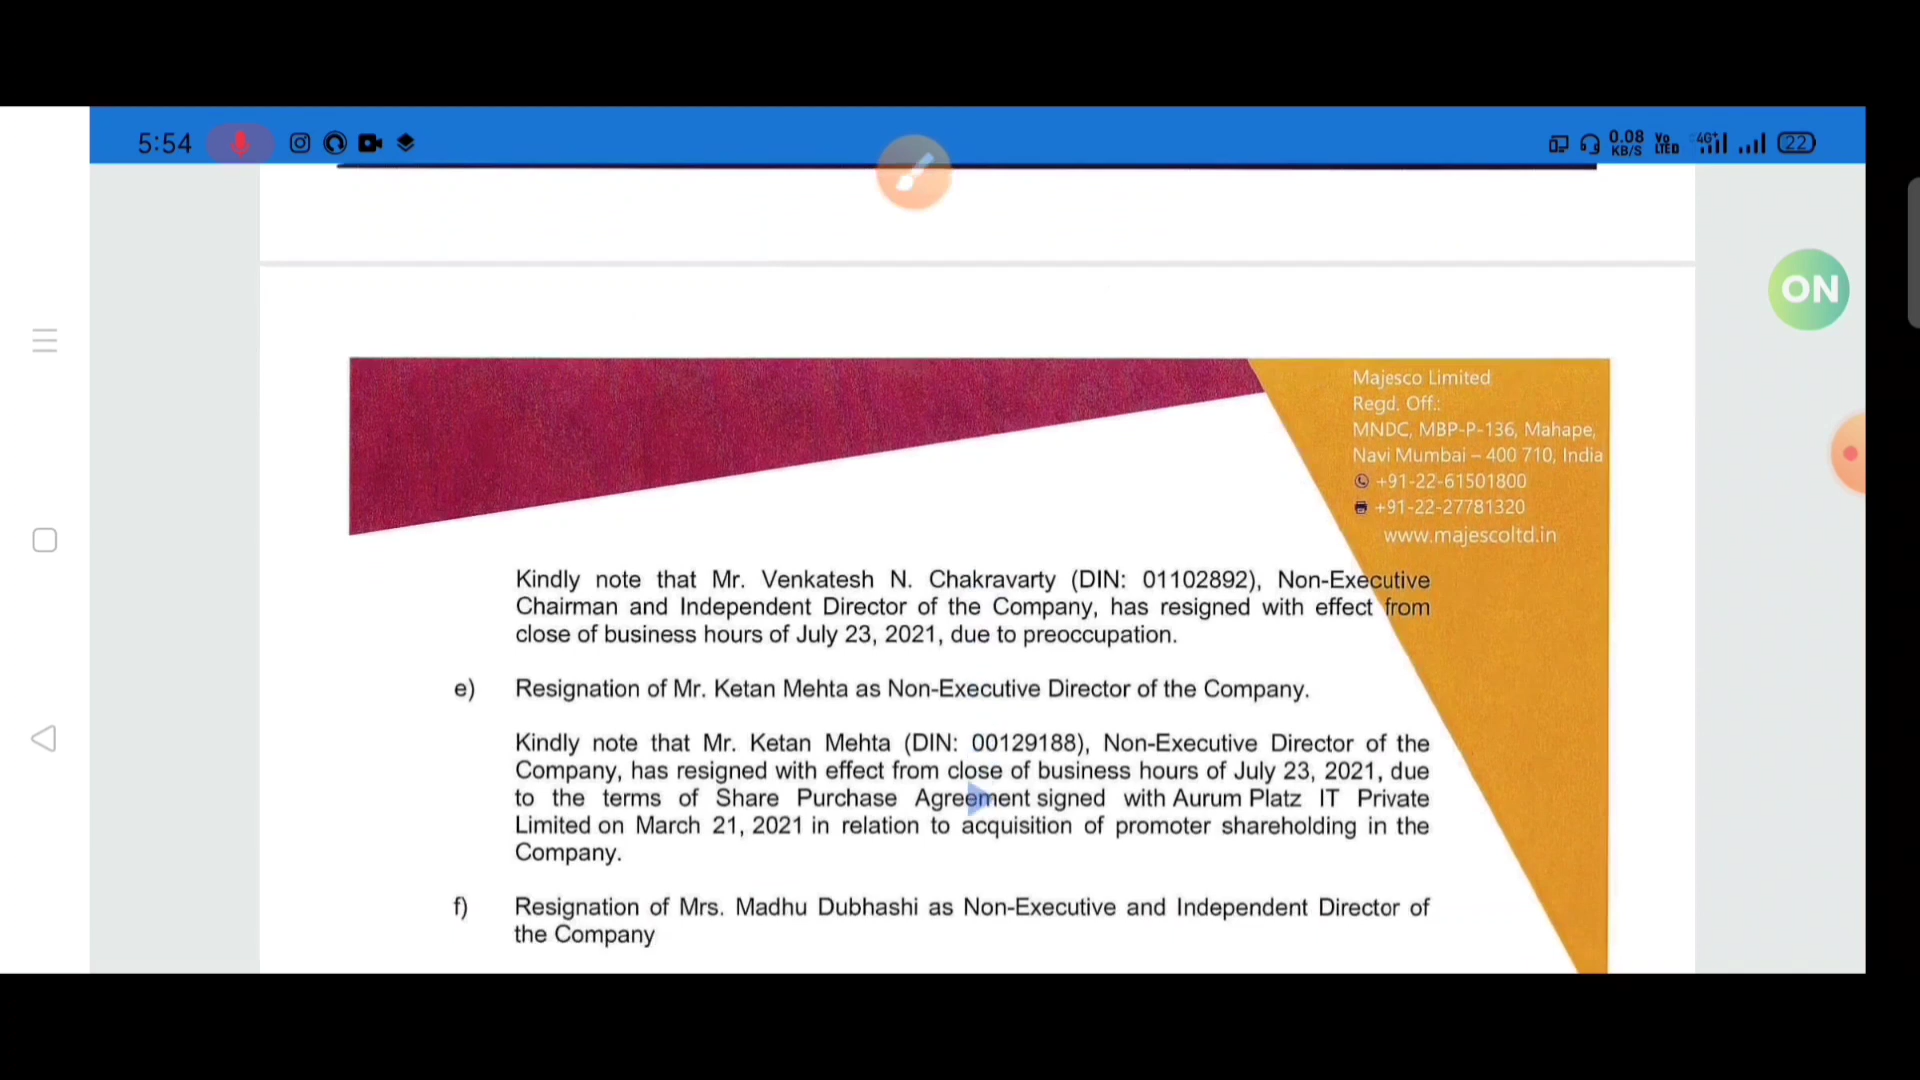 5:54
0.08 KB/S Vo LTED 4G+ 22
ON
Majesco Limited
Regd. Off.:
MNDC, MBP-P-136, Mahape,
Navi Mumbai – 400 710, India
+91-22-61501800
+91-22-27781320
www.majescoltd.in
Kindly note that Mr. Venkatesh N. Chakravarty (DIN: 01102892), Non-Executive
Chairman and Independent Director of the Company, has resigned with effect from
close of business hours of July 23, 2021, due to preoccupation.
e) Resignation of Mr. Ketan Mehta as Non-Executive Director of the Company.
Kindly note that Mr. Ketan Mehta (DIN: 00129188), Non-Executive Director of the
Company, has resigned with effect from close of business hours of July 23, 2021, due
to the terms of Share Purchase Agreement signed with Aurum Platz IT Private
Limited on March 21, 2021 in relation to acquisition of promoter shareholding in the
Company.
f) Resignation of Mrs. Madhu Dubhashi as Non-Executive and Independent Director of
the Company